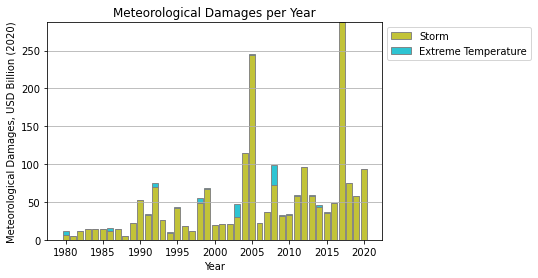 Meteorological Damages per Year
Storm
Extreme Temperature
Meteorological Damages, USD Billion (2020)
250
200
150
100
50
0
1980 1985 1990 1995 2000 2005 2010 2015 2020
Year